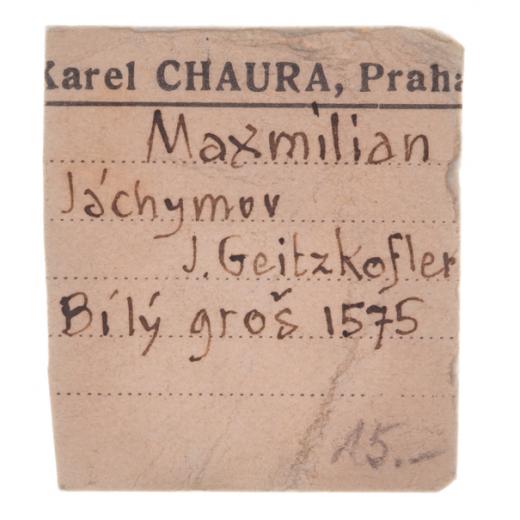 Karel CHAURA, Praha
Maxmilian
Jáchymov
J. Geitzkofler
Bílý groš 1575
15.-